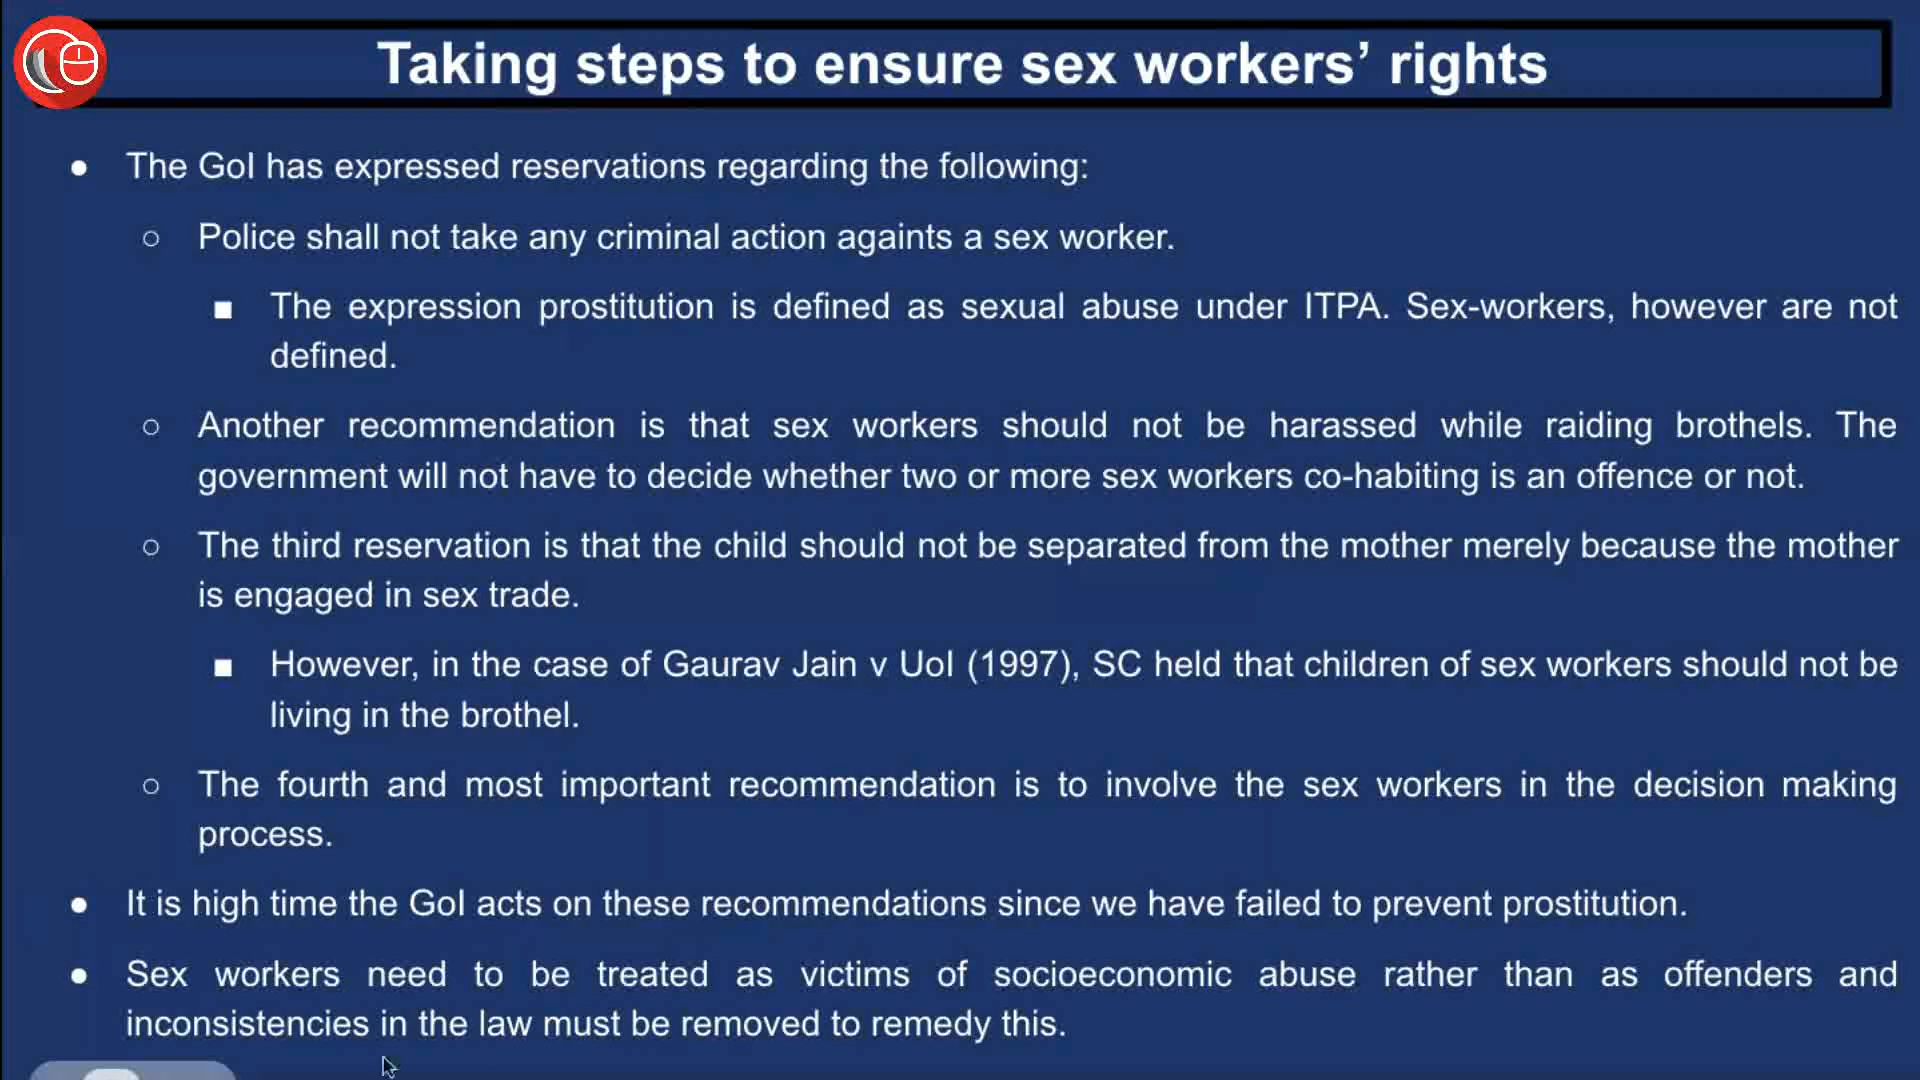 Taking steps to ensure sex workers’ rights
● The GoI has expressed reservations regarding the following:
○ Police shall not take any criminal action againts a sex worker.
■ The expression prostitution is defined as sexual abuse under ITPA. Sex-workers, however are not
defined.
○ Another recommendation is that sex workers should not be harassed while raiding brothels. The
government will not have to decide whether two or more sex workers co-habiting is an offence or not.
○ The third reservation is that the child should not be separated from the mother merely because the mother
is engaged in sex trade.
■ However, in the case of Gaurav Jain v UoI (1997), SC held that children of sex workers should not be
living in the brothel.
○ The fourth and most important recommendation is to involve the sex workers in the decision making
process.
● It is high time the GoI acts on these recommendations since we have failed to prevent prostitution.
● Sex workers need to be treated as victims of socioeconomic abuse rather than as offenders and
inconsistencies in the law must be removed to remedy this.